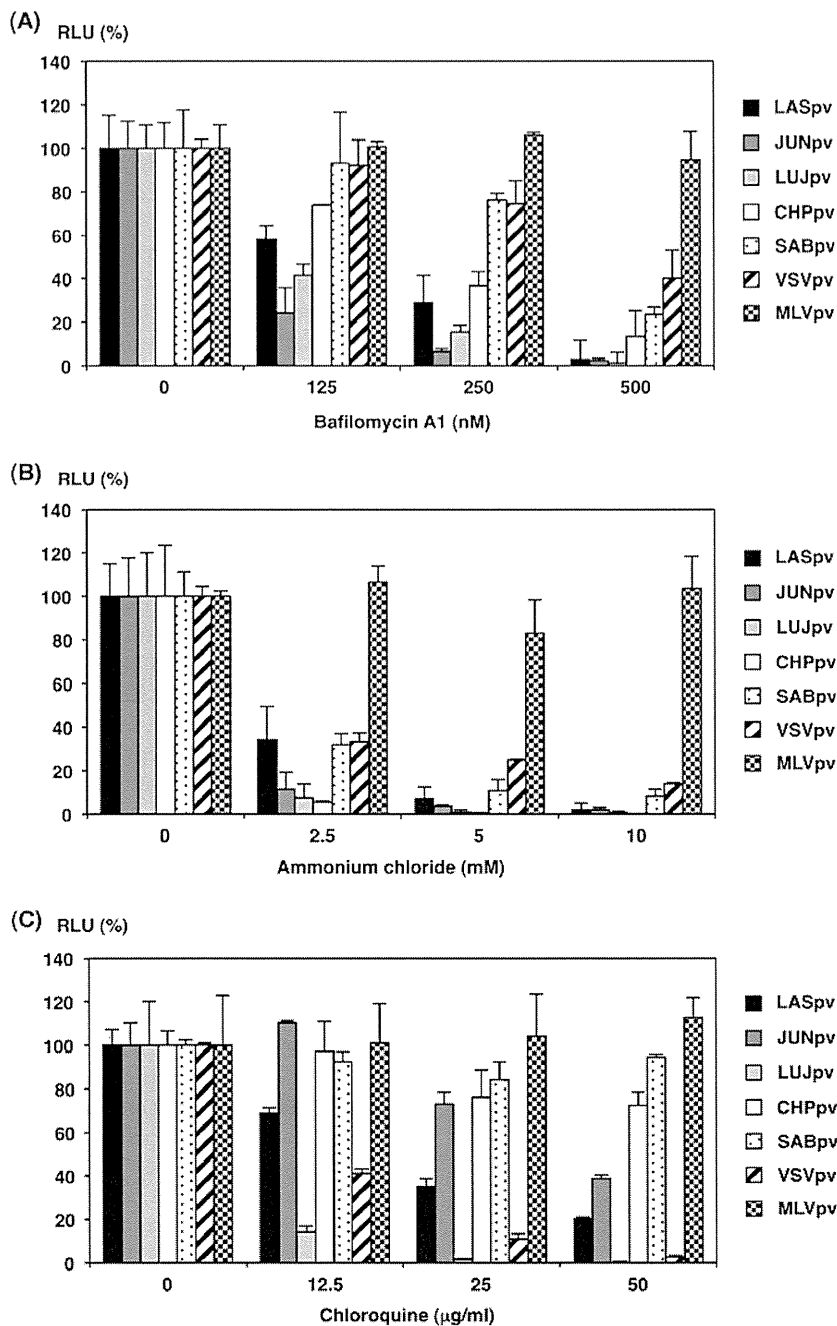 (A)
RLU (%)
140
120
100
80
60
40
20
0
0 125 250 500
Bafilomycin A1 (nM)
LASpv
JUNpv
LUJpv
CHPpv
SABpv
VSVpv
MLVpv
(B)
RLU (%)
140
120
100
80
60
40
20
0
0 2.5 5 10
Ammonium chloride (mM)
LASpv
JUNpv
LUJpv
CHPpv
SABpv
VSVpv
MLVpv
(C)
RLU (%)
140
120
100
80
60
40
20
0
0 12.5 25 50
Chloroquine (µg/ml)
LASpv
JUNpv
LUJpv
CHPpv
SABpv
VSVpv
MLVpv